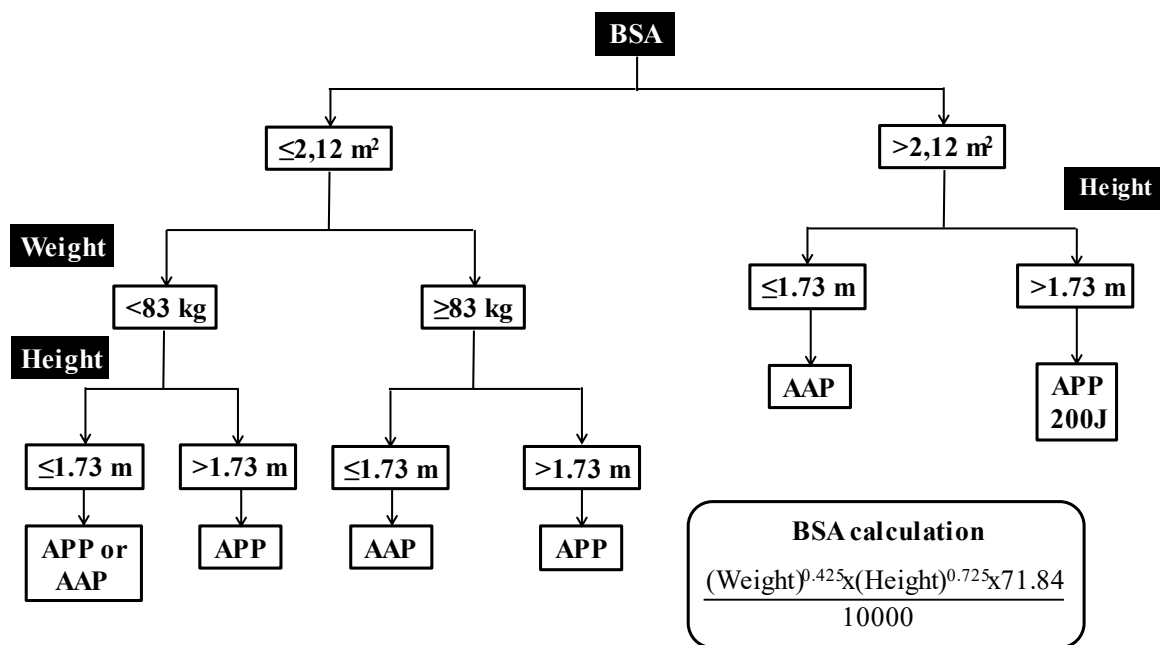 BSA
≤2,12 m²
>2,12 m²
Height
Weight
≤1.73 m
>1.73 m
<83 kg
≥83 kg
Height
AAP
APP
200J
≤1.73 m
>1.73 m
≤1.73 m
>1.73 m
APP or
AAP
APP
AAP
APP
BSA calculation
(Weight)^0.425x(Height)^0.725x71.84
10000